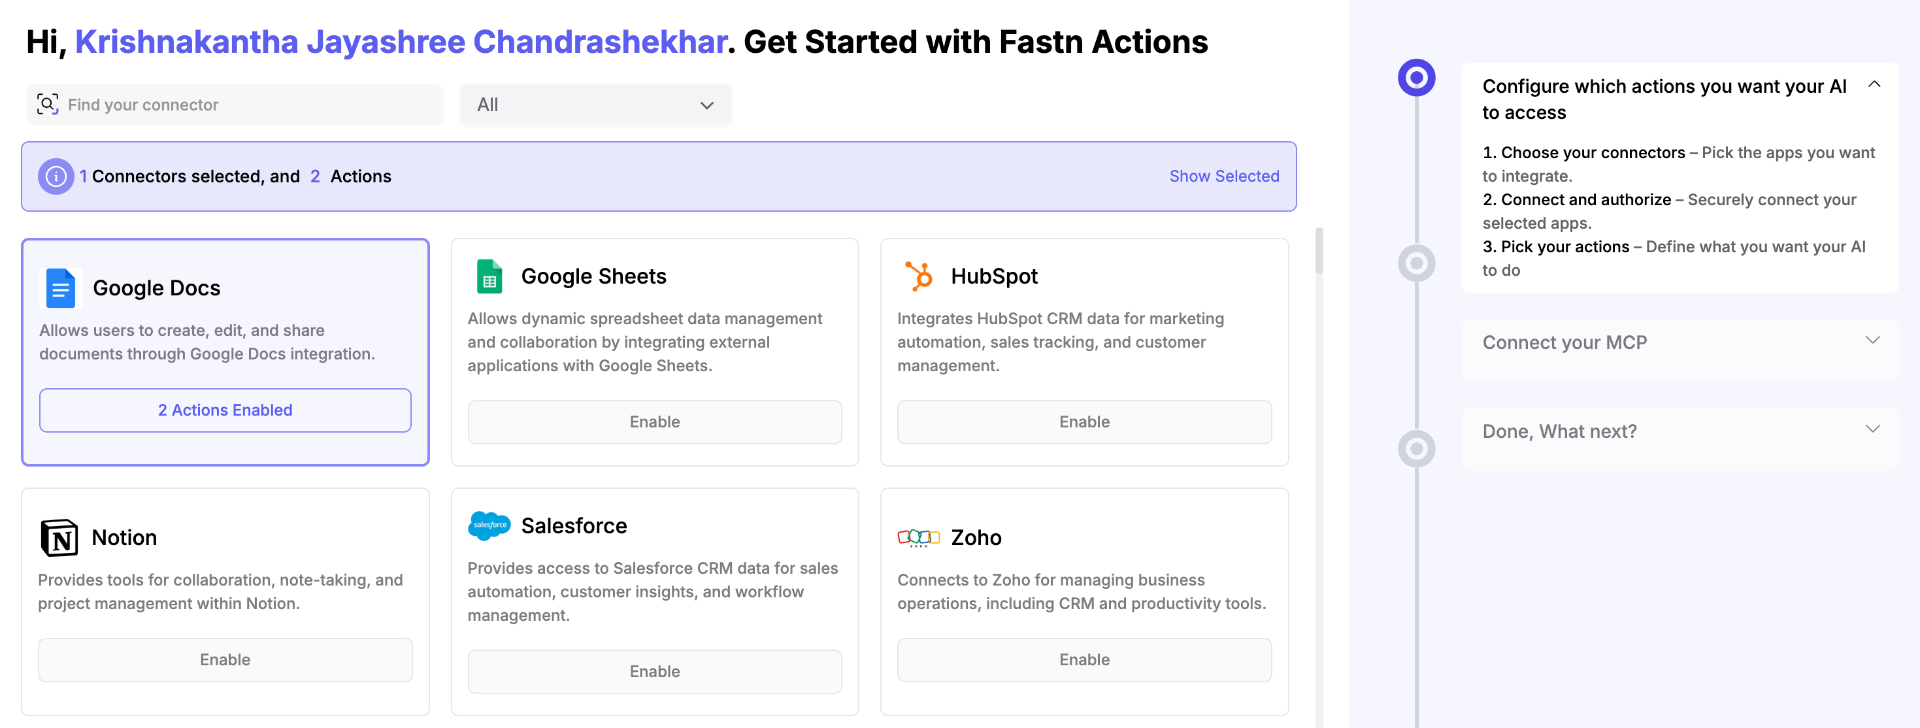 Hi, Krishnakantha Jayashree Chandrashekhar. Get Started with Fastn Actions
Find your connector
All
1 Connectors selected, and 2 Actions
Show Selected
Google Docs
Allows users to create, edit, and share
documents through Google Docs integration.
2 Actions Enabled
Google Sheets
Allows dynamic spreadsheet data management
and collaboration by integrating external
applications with Google Sheets.
Enable
HubSpot
Integrates HubSpot CRM data for marketing
automation, sales tracking, and customer
management.
Enable
Notion
Provides tools for collaboration, note-taking, and
project management within Notion.
Enable
salesforce
Salesforce
Provides access to Salesforce CRM data for sales
automation, customer insights, and workflow
management.
Enable
ZOHO
Zoho
Connects to Zoho for managing business
operations, including CRM and productivity tools.
Enable
Configure which actions you want your AI
to access
1. Choose your connectors – Pick the apps you want
to integrate.
2. Connect and authorize – Securely connect your
selected apps.
3. Pick your actions – Define what you want your AI
to do
Connect your MCP
Done, What next?